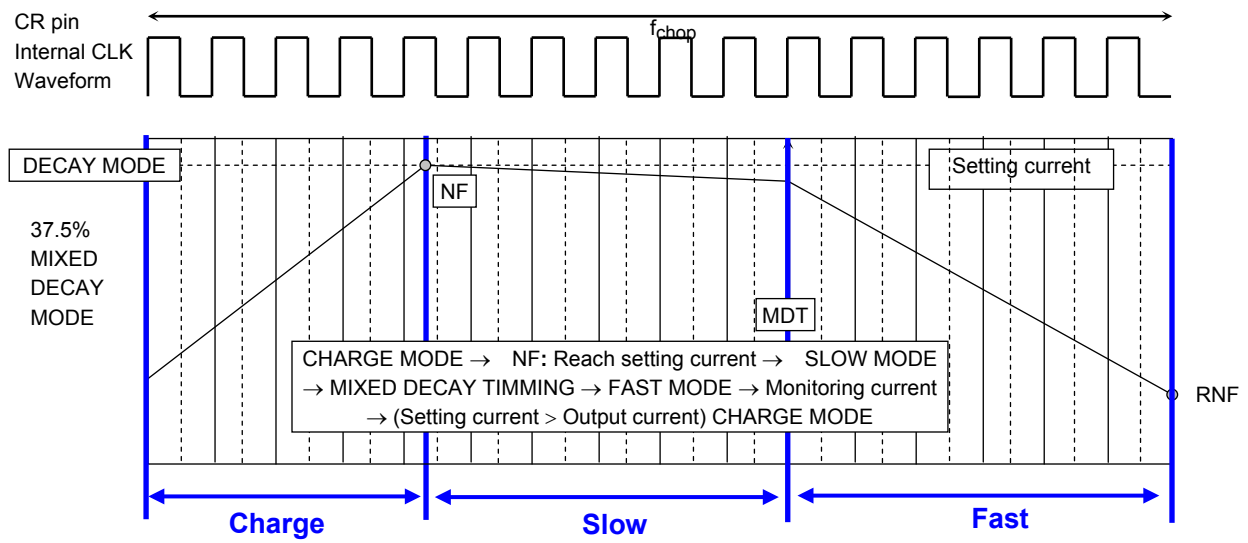 CR pin
Internal CLK
Waveform
fchop
DECAY MODE
Setting current
NF
37.5%
MIXED
DECAY
MODE
MDT
CHARGE MODE → NF: Reach setting current → SLOW MODE
→ MIXED DECAY TIMMING → FAST MODE → Monitoring current
→ (Setting current > Output current) CHARGE MODE
RNF
Charge
Slow
Fast